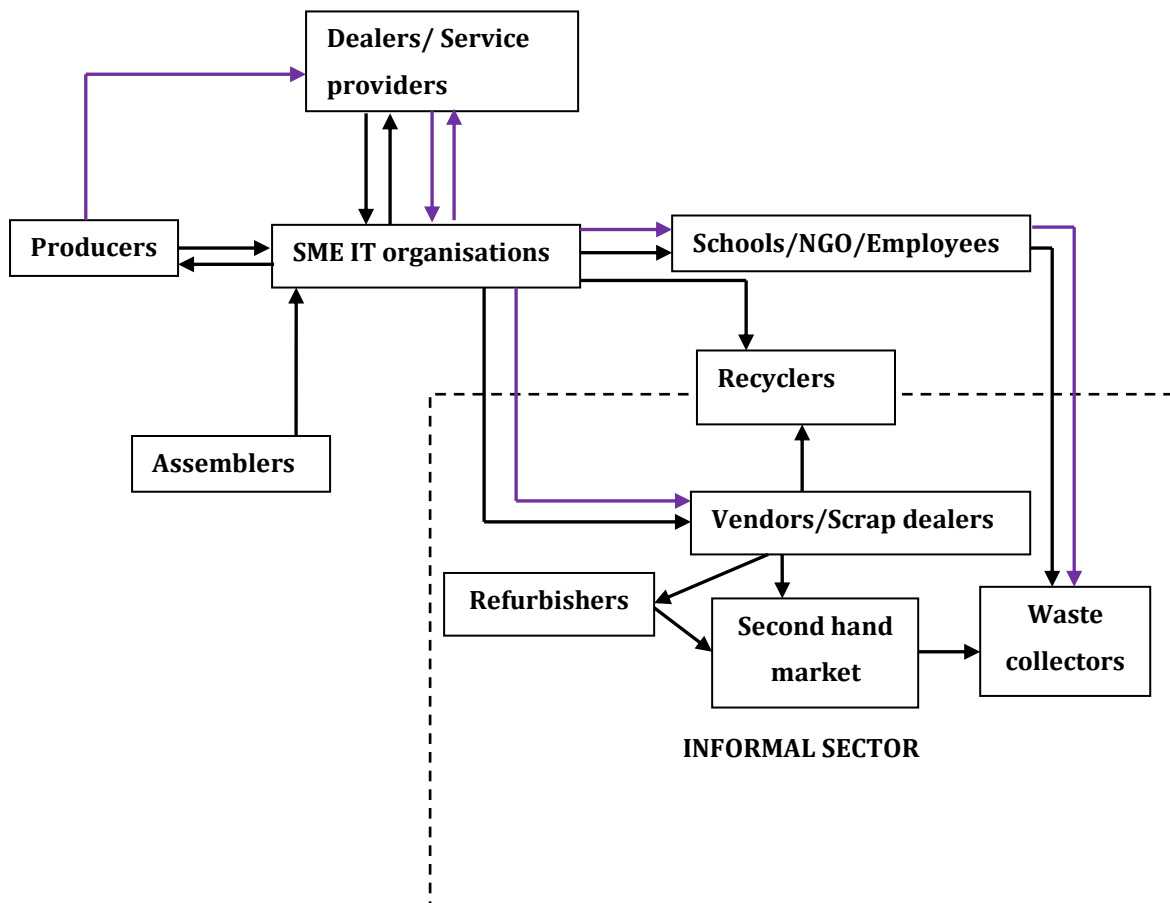 Dealers/ Service
providers
Producers
SME IT organisations
Schools/NGO/Employees
Recyclers
Assemblers
Vendors/Scrap dealers
Refurbishers
Second hand
market
Waste
collectors
INFORMAL SECTOR